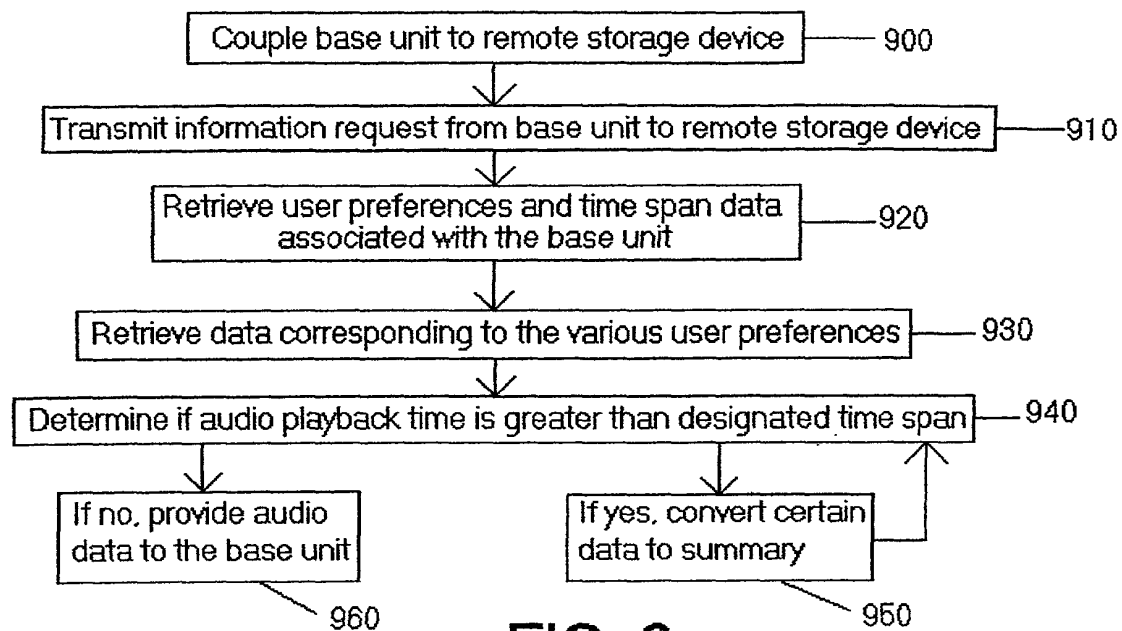 Couple base unit to remote storage device
900
Transmit information request from base unit to remote storage device
910
Retrieve user preferences and time span data
associated with the base unit
920
Retrieve data corresponding to the various user preferences
930
Determine if audio playback time is greater than designated time span
940
If no, provide audio
data to the base unit
If yes, convert certain
data to summary
960
950
FIG.